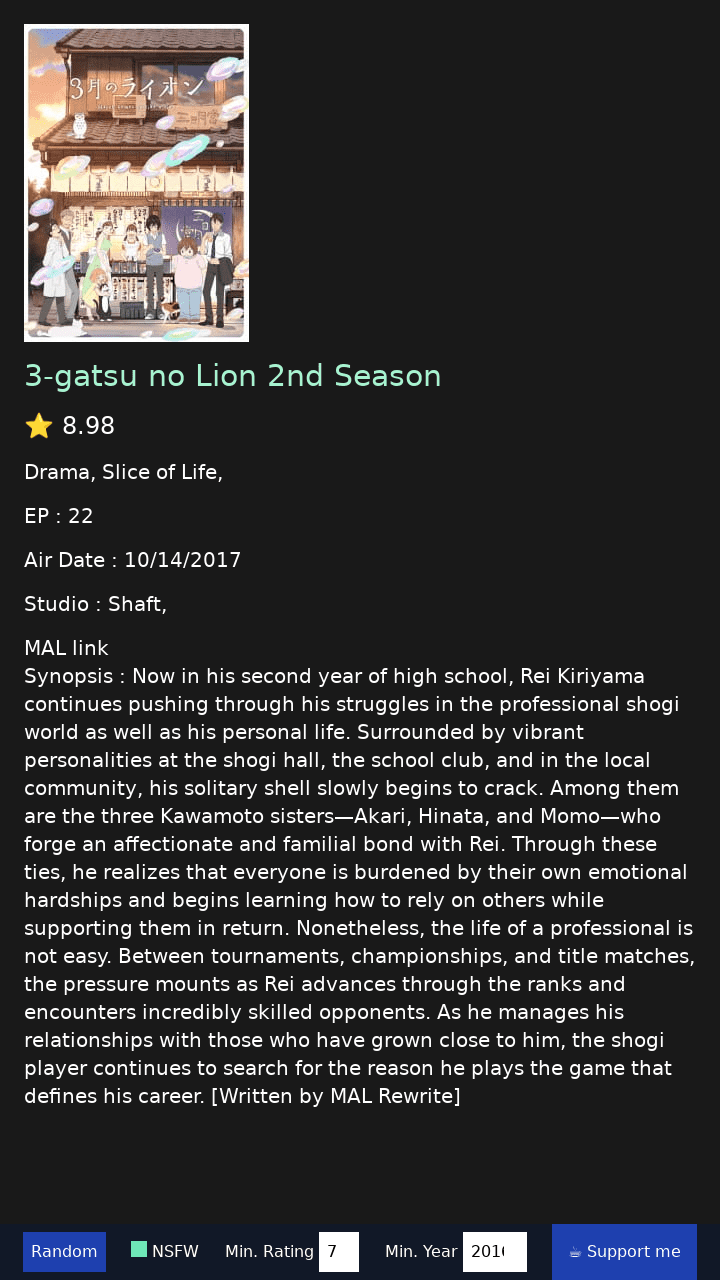 3月のライオン
三日月堂
3-gatsu no Lion 2nd Season
⭐ 8.98
Drama, Slice of Life,
EP : 22
Air Date : 10/14/2017
Studio : Shaft,
MAL link
Synopsis : Now in his second year of high school, Rei Kiriyama
continues pushing through his struggles in the professional shogi
world as well as his personal life. Surrounded by vibrant
personalities at the shogi hall, the school club, and in the local
community, his solitary shell slowly begins to crack. Among them
are the three Kawamoto sisters—Akari, Hinata, and Momo—who
forge an affectionate and familial bond with Rei. Through these
ties, he realizes that everyone is burdened by their own emotional
hardships and begins learning how to rely on others while
supporting them in return. Nonetheless, the life of a professional is
not easy. Between tournaments, championships, and title matches,
the pressure mounts as Rei advances through the ranks and
encounters incredibly skilled opponents. As he manages his
relationships with those who have grown close to him, the shogi
player continues to search for the reason he plays the game that
defines his career. [Written by MAL Rewrite]
Random NSFW Min. Rating 7 Min. Year 2016 ☕ Support me